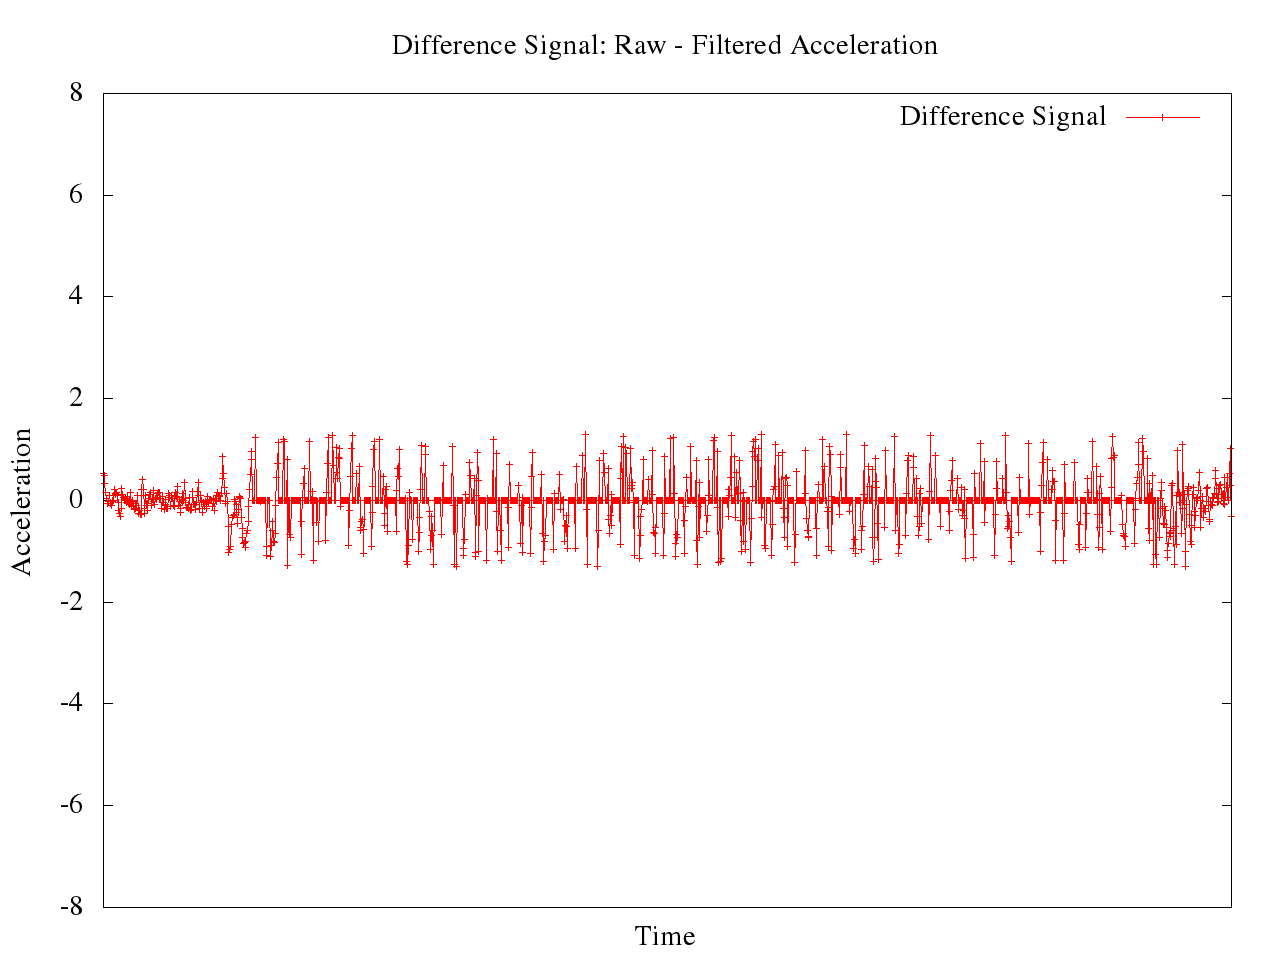 Difference Signal: Raw - Filtered Acceleration
Difference Signal
8
6
4
2
0
-2
-4
-6
-8
Acceleration
Time